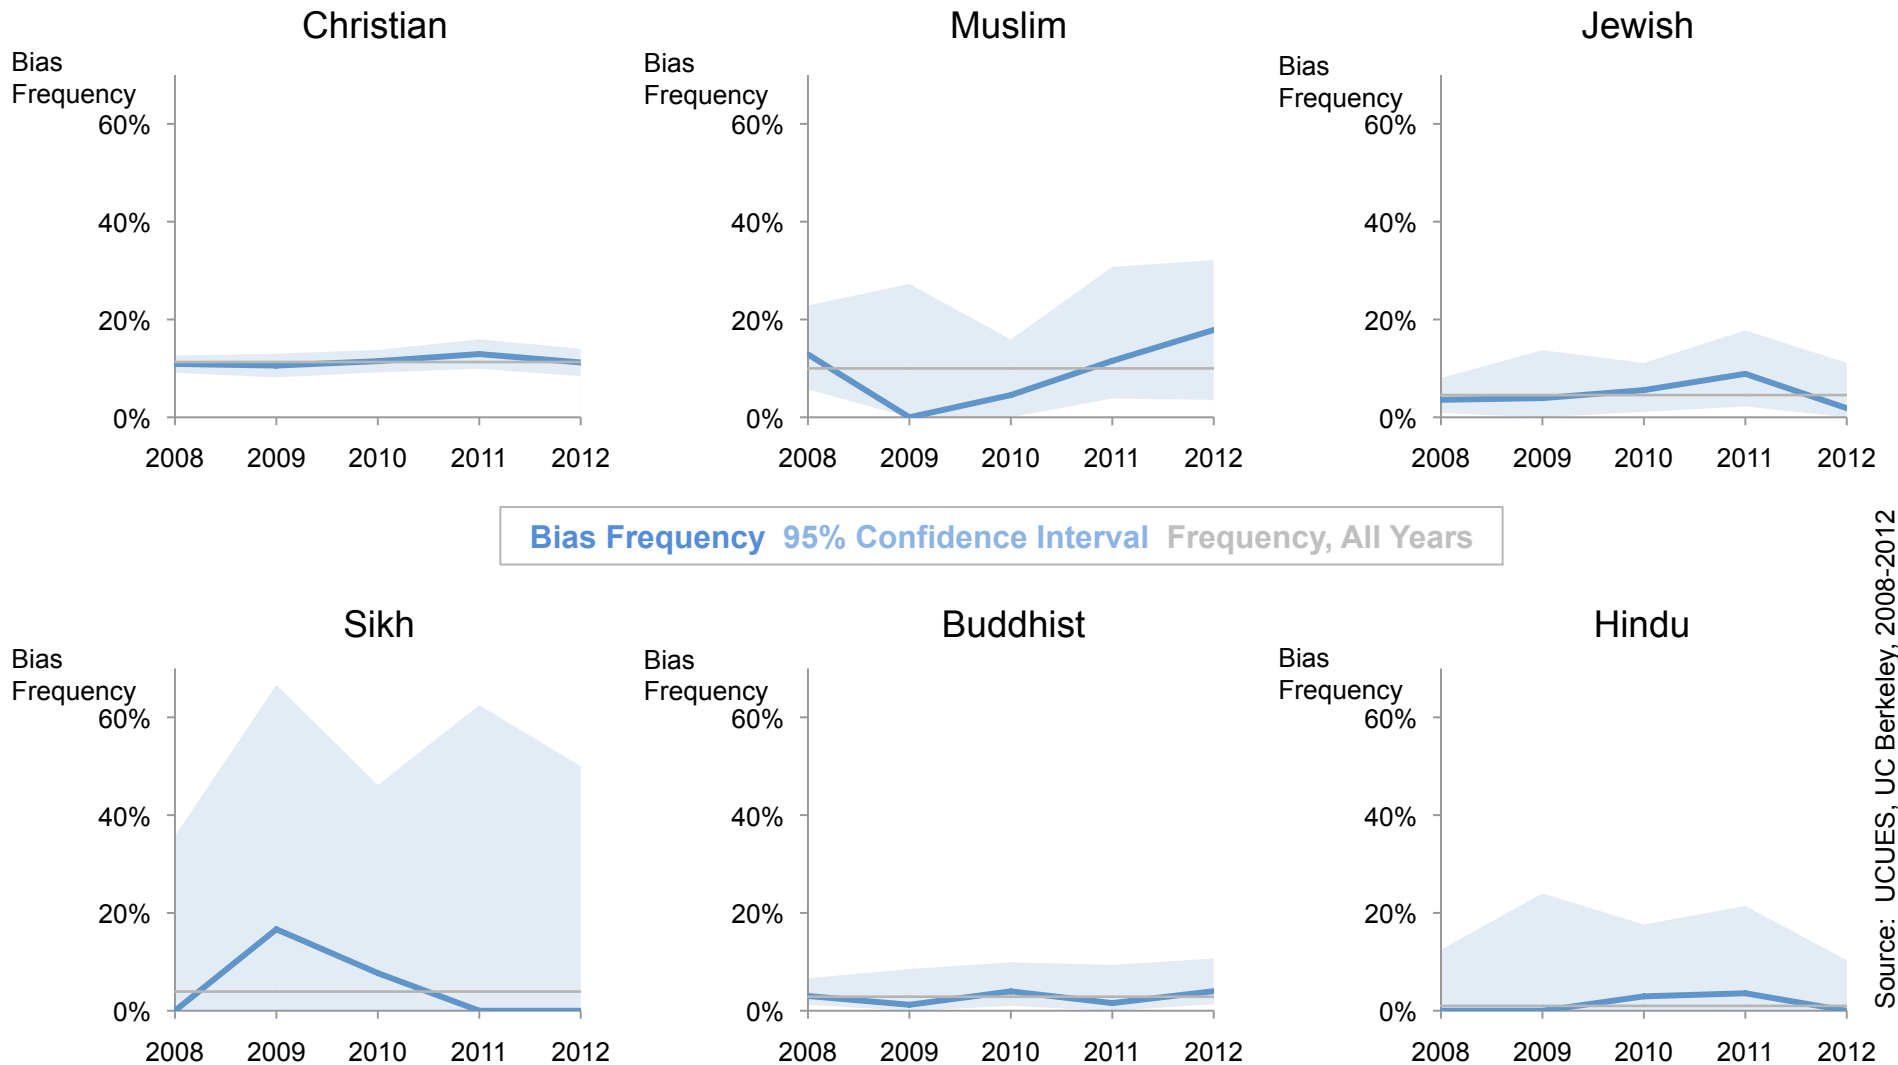 Christian
Muslim
Jewish
Bias
Frequency
60%
40%
20%
0%
2008 2009 2010 2011 2012
Bias
Frequency
60%
40%
20%
0%
2008 2009 2010 2011 2012
Bias
Frequency
60%
40%
20%
0%
2008 2009 2010 2011 2012
Bias Frequency 95% Confidence Interval Frequency, All Years
Sikh
Buddhist
Hindu
Bias
Frequency
60%
40%
20%
0%
2008 2009 2010 2011 2012
Bias
Frequency
60%
40%
20%
0%
2008 2009 2010 2011 2012
Bias
Frequency
60%
40%
20%
0%
2008 2009 2010 2011 2012
Source: UCUES, UC Berkeley, 2008-2012